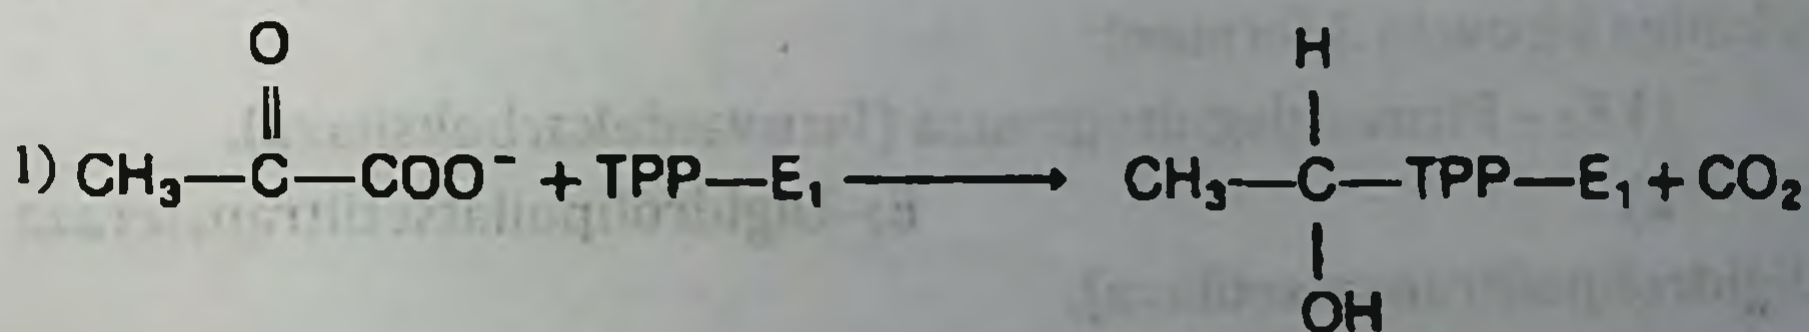 O H
1) CH₃—C—COO⁻ + TPP—E₁ ⟶ CH₃—C—TPP—E₁ + CO₂
OH